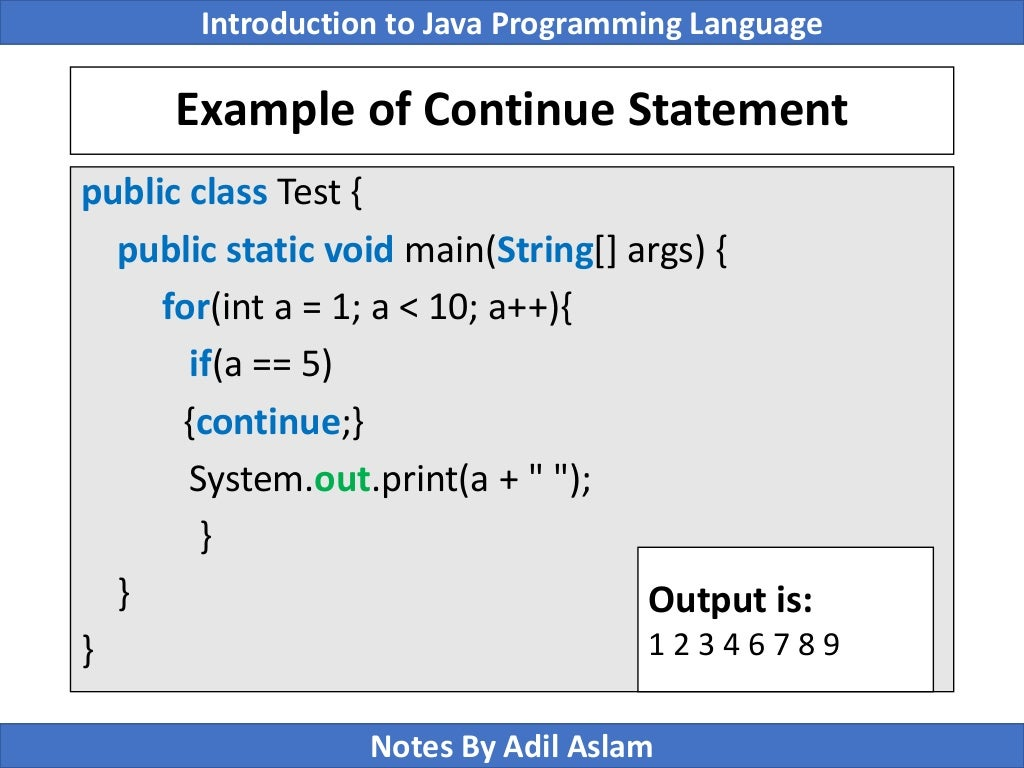 Introduction to Java Programming Language
Example of Continue Statement
public class Test {
public static void main(String[] args) {
for(int a = 1; a < 10; a++){
if(a == 5)
{continue;}
System.out.print(a + " ");
}
}
}
Output is:
1 2 3 4 6 7 8 9
Notes By Adil Aslam